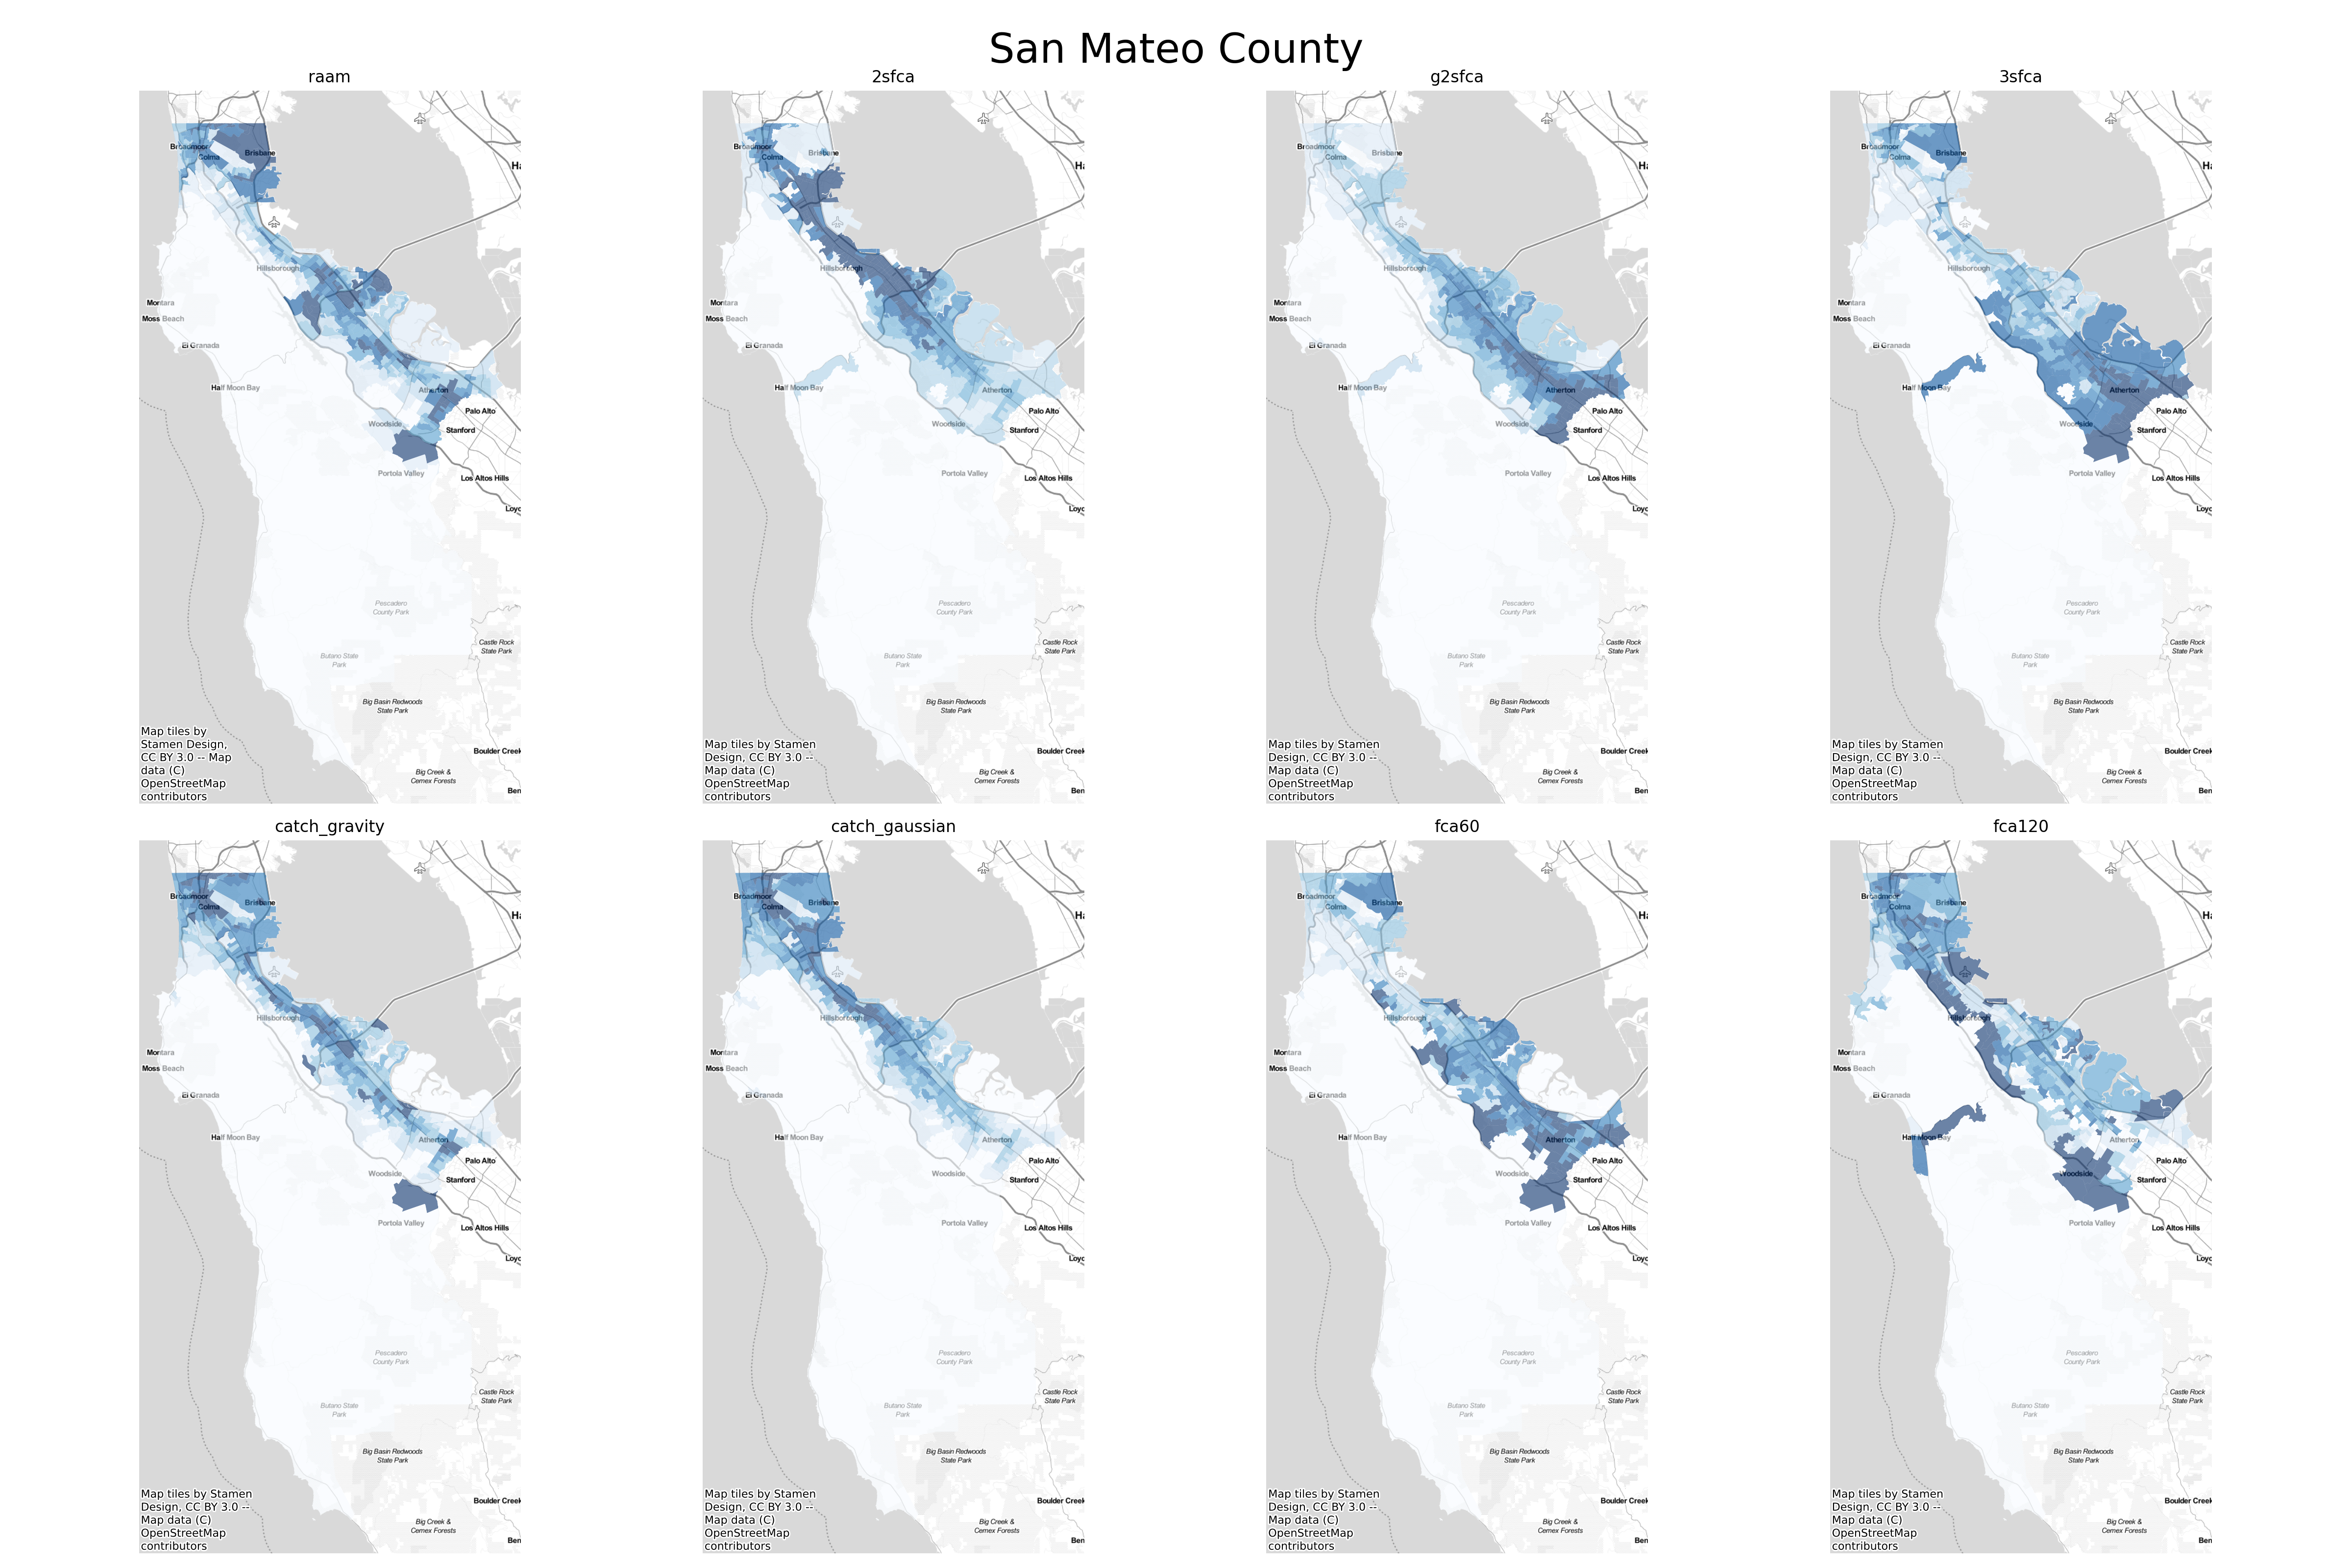 San Mateo County
raam
Broadmoor
Colma
Brisbane
Ha
Hillsborough
Montara
Moss Beach
El Granada
Half Moon Bay
Atherton
Palo Alto
Woodside
Stanford
Portola Valley
Los Altos Hills
Loyo
Pescadero
County Park
Castle Rock
State Park
Butano State
Park
Big Basin Redwoods
State Park
Boulder Creek
Big Creek &
Cemex Forests
Ben
Map tiles by
Stamen Design,
CC BY 3.0 -- Map
data (C)
OpenStreetMap
contributors
2sfca
Broadmoor
Colma
Brisbane
Ha
Hillsborough
Montara
Moss Beach
El Granada
Half Moon Bay
Atherton
Palo Alto
Woodside
Stanford
Portola Valley
Los Altos Hills
Loyo
Pescadero
County Park
Castle Rock
State Park
Butano State
Park
Big Basin Redwoods
State Park
Boulder Creek
Big Creek &
Cemex Forests
Ben
Map tiles by Stamen
Design, CC BY 3.0 --
Map data (C)
OpenStreetMap
contributors
g2sfca
Broadmoor
Colma
Brisbane
Ha
Hillsborough
Montara
Moss Beach
El Granada
Half Moon Bay
Atherton
Palo Alto
Woodside
Stanford
Portola Valley
Los Altos Hills
Loyo
Pescadero
County Park
Castle Rock
State Park
Butano State
Park
Big Basin Redwoods
State Park
Boulder Creek
Big Creek &
Cemex Forests
Ben
Map tiles by Stamen
Design, CC BY 3.0 --
Map data (C)
OpenStreetMap
contributors
3sfca
Broadmoor
Colma
Brisbane
Ha
Hillsborough
Montara
Moss Beach
El Granada
Half Moon Bay
Atherton
Palo Alto
Woodside
Stanford
Portola Valley
Los Altos Hills
Loyo
Pescadero
County Park
Castle Rock
State Park
Butano State
Park
Big Basin Redwoods
State Park
Boulder Creek
Big Creek &
Cemex Forests
Ben
Map tiles by Stamen
Design, CC BY 3.0 --
Map data (C)
OpenStreetMap
contributors
catch_gravity
Broadmoor
Colma
Brisbane
Ha
Hillsborough
Montara
Moss Beach
El Granada
Half Moon Bay
Atherton
Palo Alto
Woodside
Stanford
Portola Valley
Los Altos Hills
Loyo
Pescadero
County Park
Castle Rock
State Park
Butano State
Park
Big Basin Redwoods
State Park
Boulder Creek
Big Creek &
Cemex Forests
Ben
Map tiles by Stamen
Design, CC BY 3.0 --
Map data (C)
OpenStreetMap
contributors
catch_gaussian
Broadmoor
Colma
Brisbane
Ha
Hillsborough
Montara
Moss Beach
El Granada
Half Moon Bay
Atherton
Palo Alto
Woodside
Stanford
Portola Valley
Los Altos Hills
Loyo
Pescadero
County Park
Castle Rock
State Park
Butano State
Park
Big Basin Redwoods
State Park
Boulder Creek
Big Creek &
Cemex Forests
Ben
Map tiles by Stamen
Design, CC BY 3.0 --
Map data (C)
OpenStreetMap
contributors
fca60
Broadmoor
Colma
Brisbane
Ha
Hillsborough
Montara
Moss Beach
El Granada
Half Moon Bay
Atherton
Palo Alto
Woodside
Stanford
Portola Valley
Los Altos Hills
Loyo
Pescadero
County Park
Castle Rock
State Park
Butano State
Park
Big Basin Redwoods
State Park
Boulder Creek
Big Creek &
Cemex Forests
Ben
Map tiles by Stamen
Design, CC BY 3.0 --
Map data (C)
OpenStreetMap
contributors
fca120
Broadmoor
Colma
Brisbane
Ha
Hillsborough
Montara
Moss Beach
El Granada
Half Moon Bay
Atherton
Palo Alto
Woodside
Stanford
Portola Valley
Los Altos Hills
Loyo
Pescadero
County Park
Castle Rock
State Park
Butano State
Park
Big Basin Redwoods
State Park
Boulder Creek
Big Creek &
Cemex Forests
Ben
Map tiles by Stamen
Design, CC BY 3.0 --
Map data (C)
OpenStreetMap
contributors